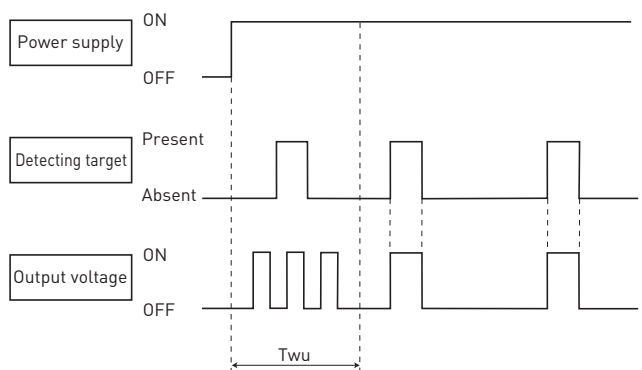 ON
Power supply
OFF
Present
Detecting target
Absent
ON
Output voltage
OFF
Twu